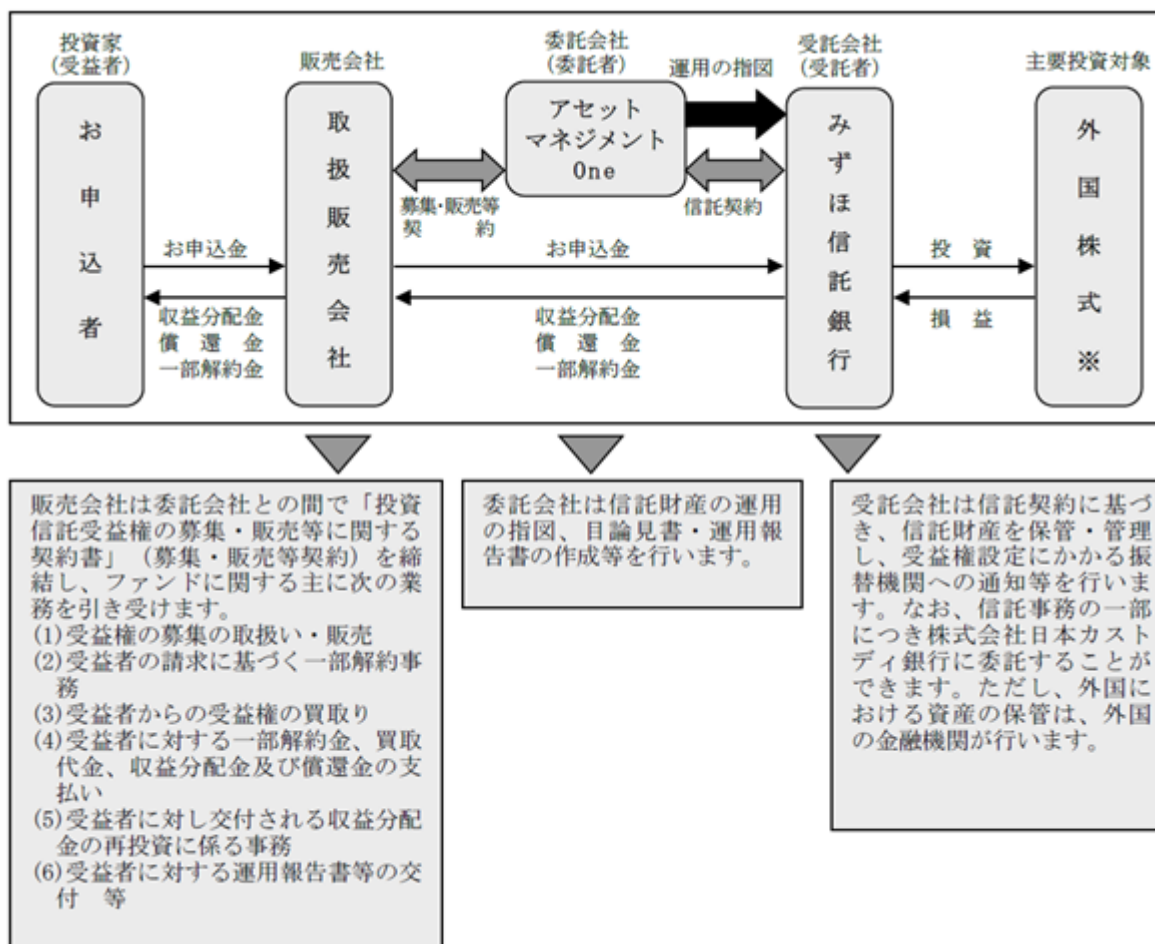 投資家
(受益者)
お申込者
販売会社
取扱販売会社
委託会社
(委託者)
アセット
マネジメント
One
運用の指図
受託会社
(受託者)
みずほ信託銀行
主要投資対象
外国株式※
募集・販売等
契　　約
信託契約
お申込金
収益分配金
償　還　金
一部解約金
お申込金
収益分配金
償　還　金
一部解約金
投　資
損　益
販売会社は委託会社との間で「投資
信託受益権の募集・販売等に関する
契約書」（募集・販売等契約）を締
結し、ファンドに関する主に次の業
務を引き受けます。
(1)受益権の募集の取扱い・販売
(2)受益者の請求に基づく一部解約事
務
(3)受益者からの受益権の買取り
(4)受益者に対する一部解約金、買取
代金、収益分配金及び償還金の支
払い
(5)受益者に対し交付される収益分配
金の再投資に係る事務
(6)受益者に対する運用報告書等の交
付　等
委託会社は信託財産の運用
の指図、目論見書・運用報
告書の作成等を行います。
受託会社は信託契約に基づ
き、信託財産を保管・管理
し、受益権設定にかかる振
替機関への通知等を行いま
す。なお、信託事務の一部
につき株式会社日本カスト
ディ銀行に委託することが
できます。ただし、外国に
おける資産の保管は、外国
の金融機関が行います。